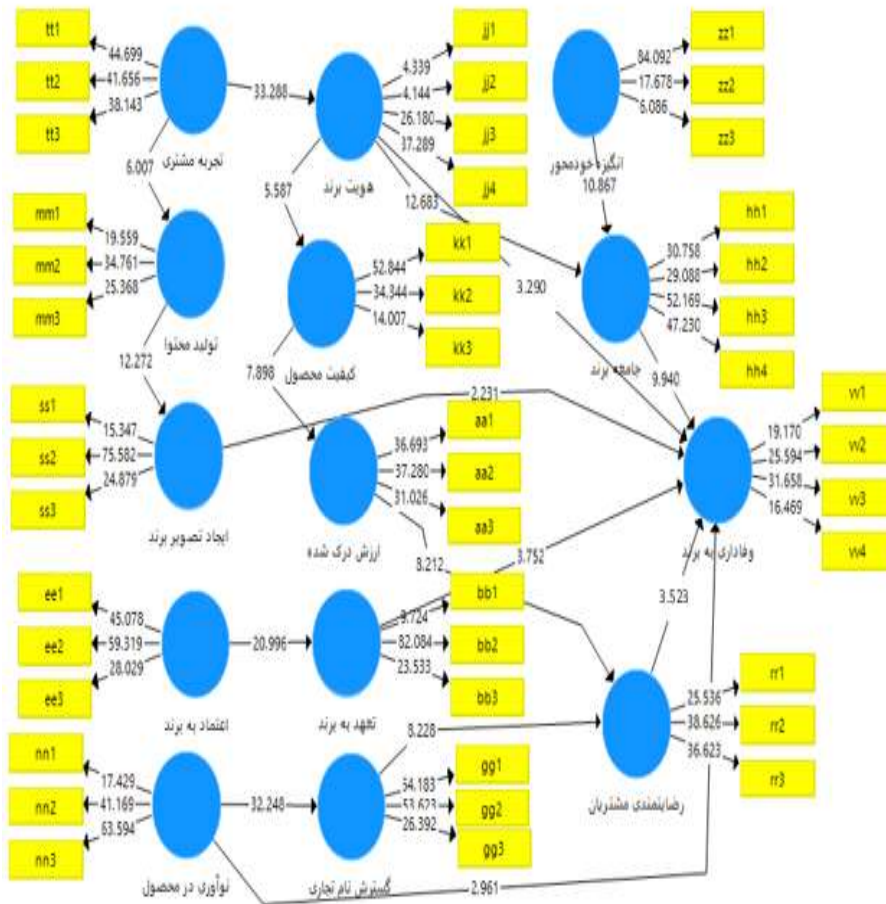 tt1
tt2
tt3
44.699
41.656
38.143
تجربه مشتری
33.288
6.007
jj1
jj2
jj3
jj4
4.339
4.144
26.180
37.289
هویت برند
5.587
12.683
3.290
zz1
zz2
zz3
84.092
17.678
6.086
انگیزه خودمحور
10.867
mm1
mm2
mm3
19.559
34.761
25.368
تولید محتوا
12.272
kk1
kk2
kk3
52.844
34.344
14.007
کیفیت محصول
7.898
hh1
hh2
hh3
hh4
30.758
29.088
52.169
47.230
جامعه برند
9.940
ss1
ss2
ss3
15.347
75.582
24.879
ایجاد تصویر برند
2.231
aa1
aa2
aa3
36.693
37.280
31.026
ارزش درک شده
8.212
vv1
vv2
vv3
vv4
19.170
25.594
31.658
16.469
وفاداری به برند
ee1
ee2
ee3
45.078
59.319
28.029
اعتماد به برند
20.996
bb1
bb2
bb3
9.724
82.084
23.533
تعهد به برند
3.752
3.523
rr1
rr2
rr3
25.536
38.626
36.623
رضایتمندی مشتریان
nn1
nn2
nn3
17.429
41.169
63.594
نوآوری در محصول
32.248
2.961
gg1
gg2
gg3
54.183
53.623
26.392
گسترش نام تجاری
8.228